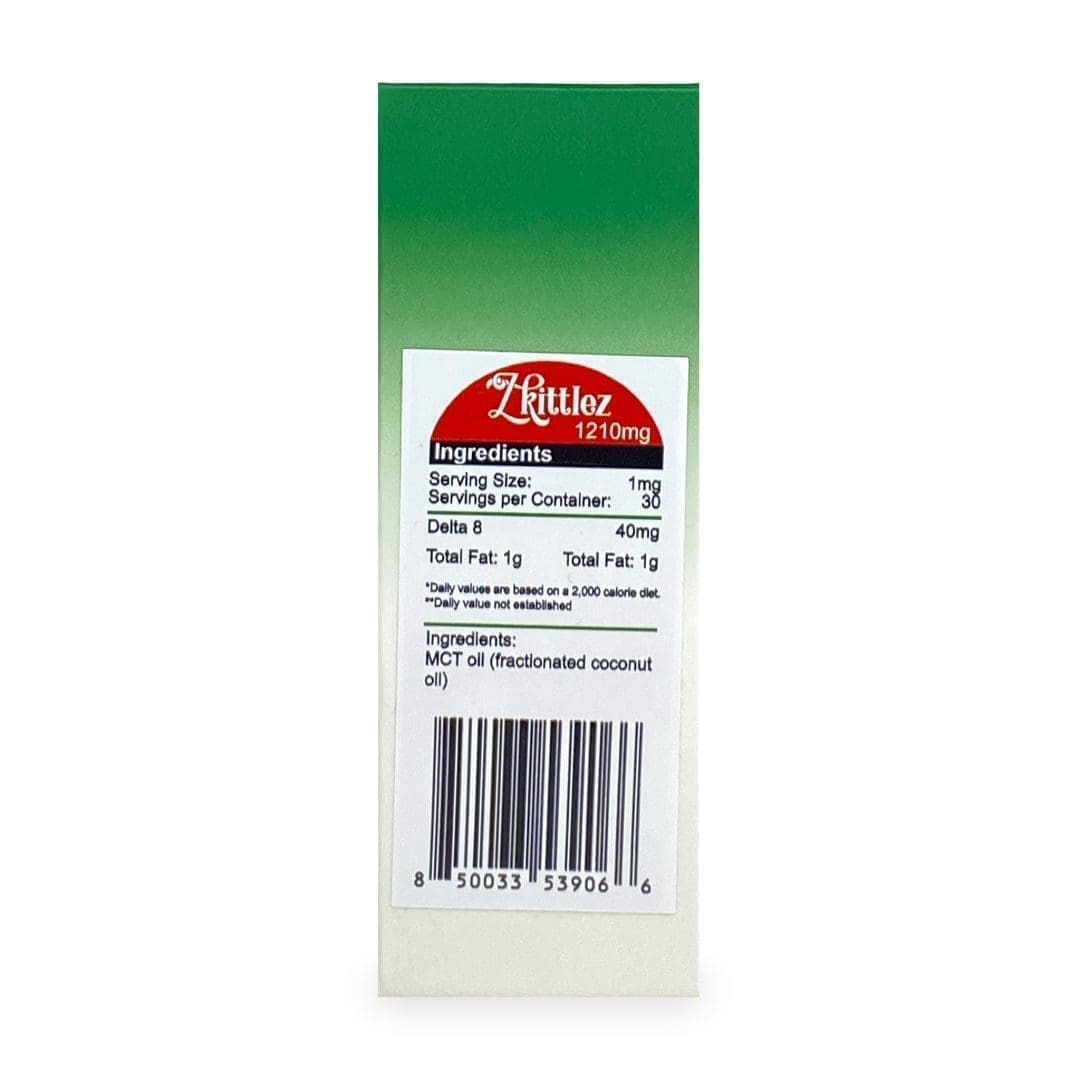 Zkittlez
1210mg
Ingredients
Serving Size: 1mg
Servings per Container: 30
Delta 8 40mg
Total Fat: 1g Total Fat: 1g
*Daily values are based on a 2,000 calorie diet.
**Daily value not established
Ingredients:
MCT oil (fractionated coconut
oil)
8 50033 53906 6